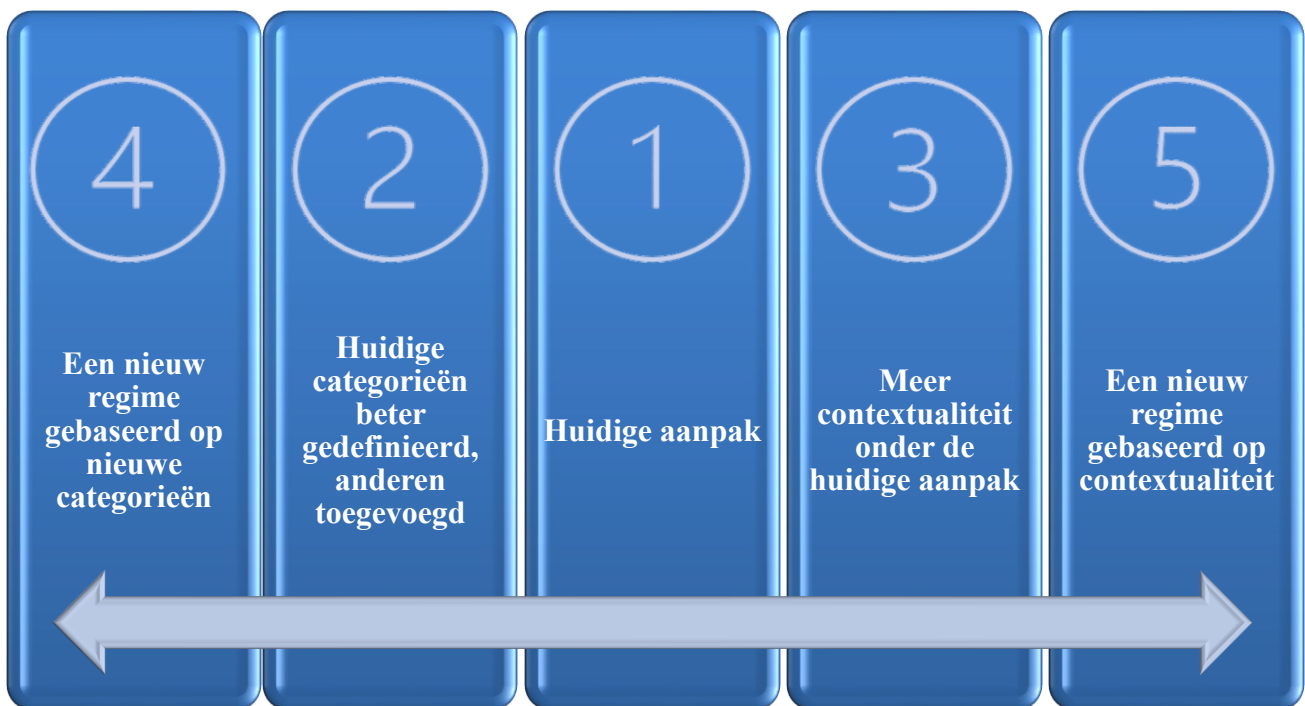 4
Een nieuw
regime
gebaseerd op
nieuwe
categorieën
2
Huidige
categorieën
beter
gedefinieerd,
anderen
toegevoegd
1
Huidige aanpak
3
Meer
contextualiteit
onder de
huidige aanpak
5
Een nieuw
regime
gebaseerd op
contextualiteit